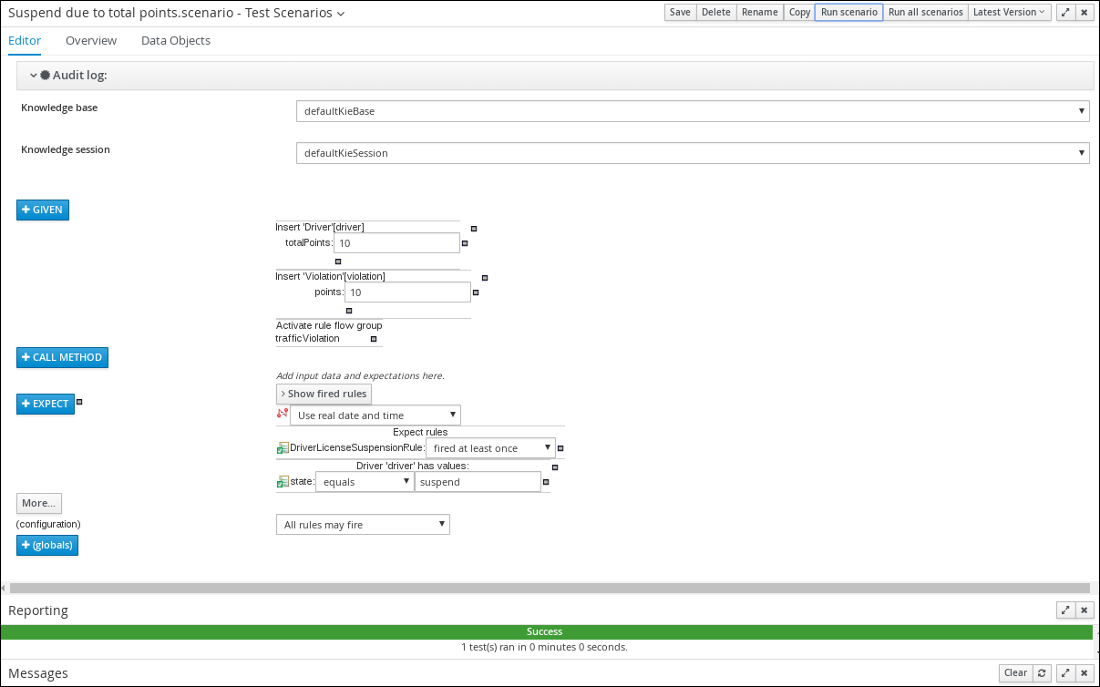 Suspend due to total points.scenario - Test Scenarios
Save Delete Rename Copy Run scenario Run all scenarios Latest Version
Editor Overview Data Objects
Audit log:
Knowledge base defaultKieBase
Knowledge session defaultKieSession
+ GIVEN
Insert 'Driver'[driver]
totalPoints: 10
Insert 'Violation'[violation]
points: 10
Activate rule flow group
trafficViolation
+ CALL METHOD
Add input data and expectations here.
> Show fired rules
+ EXPECT
Use real date and time
Expect rules
DriverLicenseSuspensionRule: fired at least once
Driver 'driver' has values:
state: equals suspend
More...
(configuration) All rules may fire
+ (globals)
Reporting
Success
1 test(s) ran in 0 minutes 0 seconds.
Messages Clear